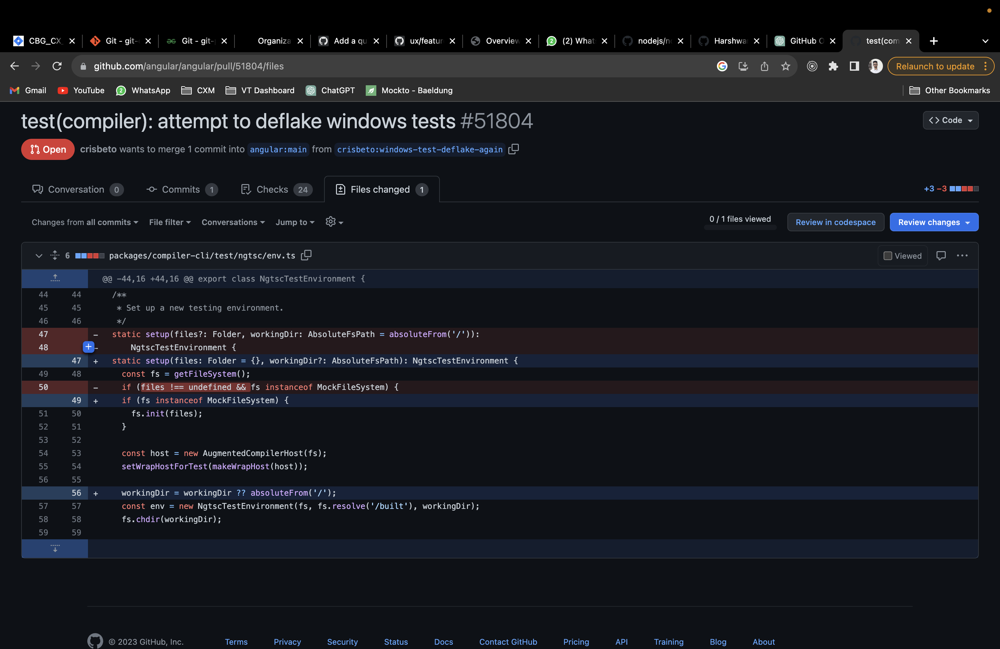 CBG_CX_
Git - git-
Git - git-
Organiza
Add a qu
ux/featur
Overview
2 (2) What
nodejs/n
Harshwa
GitHub
test(com
github.com/angular/angular/pull/51804/files
Relaunch to update
Gmail
YouTube
2 WhatsApp
CXM
VT Dashboard
ChatGPT
Mockto - Baeldung
Other Bookmarks
test(compiler): attempt to deflake windows tests #51804
<> Code
Open crisbeto wants to merge 1 commit into angular:main from crisbeto:windows-test-deflake-again
Conversation 0
Commits 1
Checks 24
Files changed 1
+3 −3
Changes from all commits
File filter
Conversations
Jump to
0 / 1 files viewed
Review in codespace
Review changes
6 packages/compiler-cli/test/ngtsc/env.ts
Viewed
@@ -44,16 +44,16 @@ export class NgtscTestEnvironment {
44 44 /**
45 45 * Set up a new testing environment.
46 46 */
47 - static setup(files?: Folder, workingDir: AbsoluteFsPath = absoluteFrom('/')):
48 + - NgtscTestEnvironment {
47 + static setup(files: Folder = {}, workingDir?: AbsoluteFsPath): NgtscTestEnvironment {
49 48 const fs = getFileSystem();
50 - if (files !== undefined && fs instanceof MockFileSystem) {
49 + if (fs instanceof MockFileSystem) {
51 50 fs.init(files);
52 51 }
53 52
54 53 const host = new AugmentedCompilerHost(fs);
55 54 setWrapHostForTest(makeWrapHost(host));
56 55
56 + workingDir = workingDir ?? absoluteFrom('/');
57 57 const env = new NgtscTestEnvironment(fs, fs.resolve('/built'), workingDir);
58 58 fs.chdir(workingDir);
59 59
© 2023 GitHub, Inc.
Terms
Privacy
Security
Status
Docs
Contact GitHub
Pricing
API
Training
Blog
About